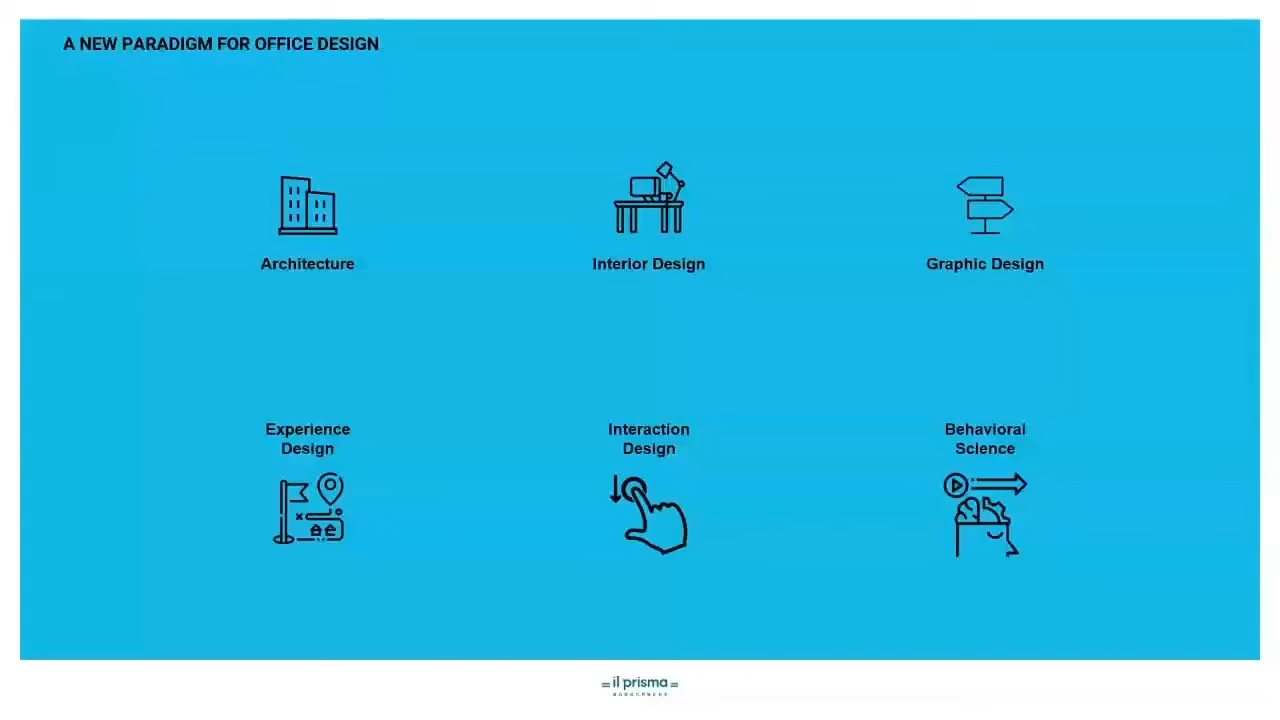 A NEW PARADIGM FOR OFFICE DESIGN
Architecture
Interior Design
Graphic Design
Experience
Design
Interaction
Design
Behavioral
Science
il prisma